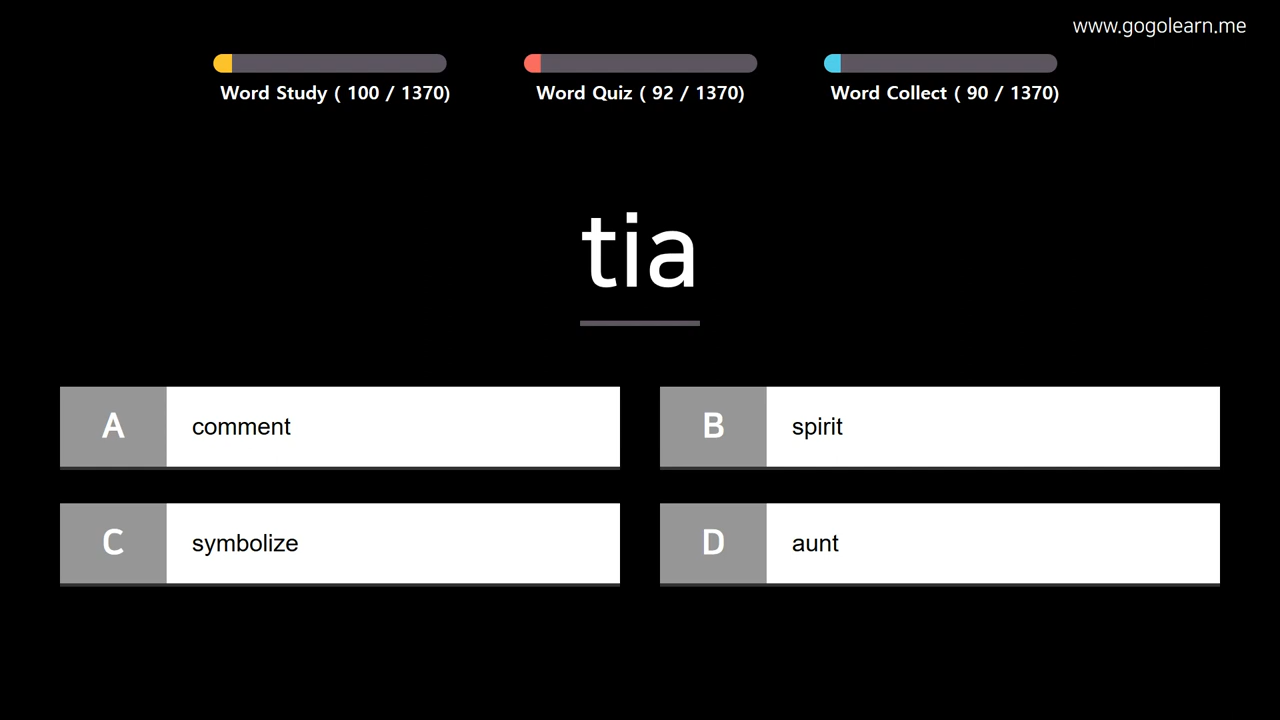 www.gogolearn.me
Word Study ( 100 / 1370)
Word Quiz ( 92 / 1370)
Word Collect ( 90 / 1370)
tia
A comment
B spirit
C symbolize
D aunt